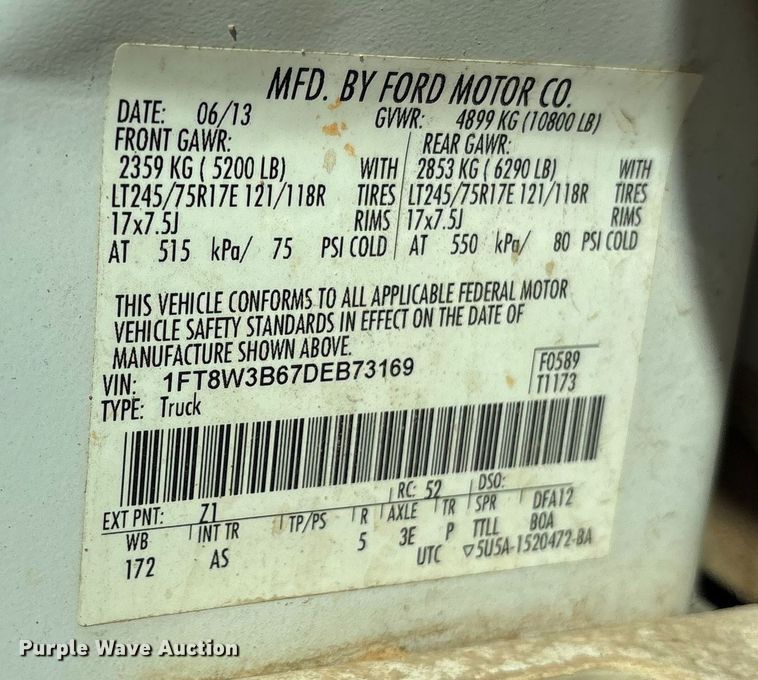 MFD. BY FORD MOTOR CO.
DATE: 06/13 GVWR: 4899 KG (10800 LB)
FRONT GAWR: REAR GAWR:
2359 KG ( 5200 LB) WITH 2853 KG ( 6290 LB) WITH
LT245/75R17E 121/118R TIRES LT245/75R17E 121/118R TIRES
17x7.5J RIMS 17x7.5J RIMS
AT 515 kPa/ 75 PSI COLD AT 550 kPa/ 80 PSI COLD
THIS VEHICLE CONFORMS TO ALL APPLICABLE FEDERAL MOTOR
VEHICLE SAFETY STANDARDS IN EFFECT ON THE DATE OF
MANUFACTURE SHOWN ABOVE.
VIN: 1FT8W3B67DEB73169 F0589
TYPE: Truck T1173
EXT PNT: Z1 RC: 52 DSO:
WB INT TR TP/PS R AXLE TR SPR DFA12
172 AS 5 3E P TTLL BOA
UTC ▽5U5A-1520472-BA
Purple Wave Auction